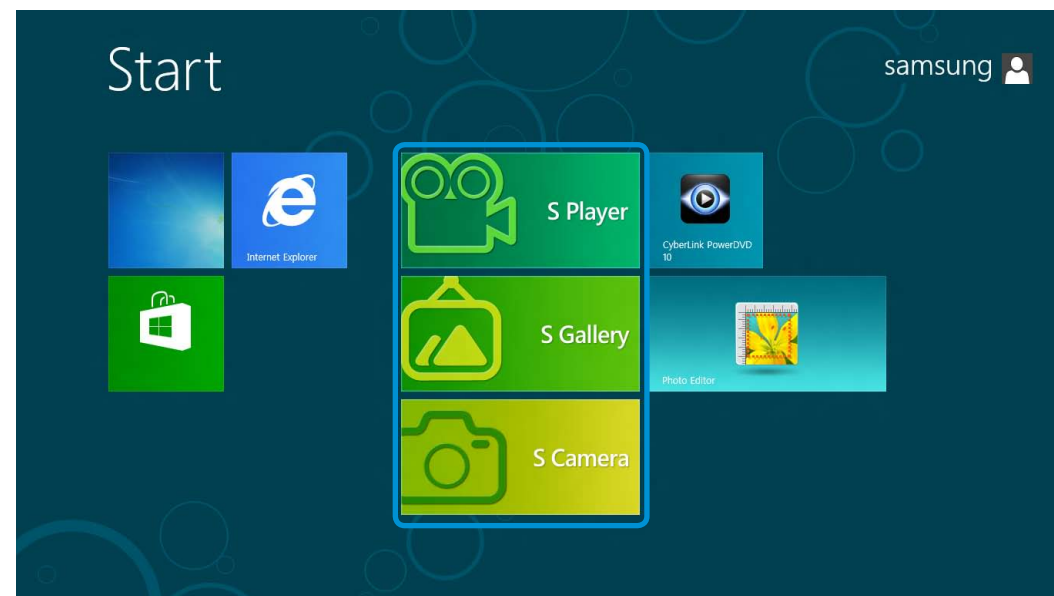 Start
samsung
S Player
CyberLink PowerDVD
10
Internet Explorer
S Gallery
Photo Editor
S Camera